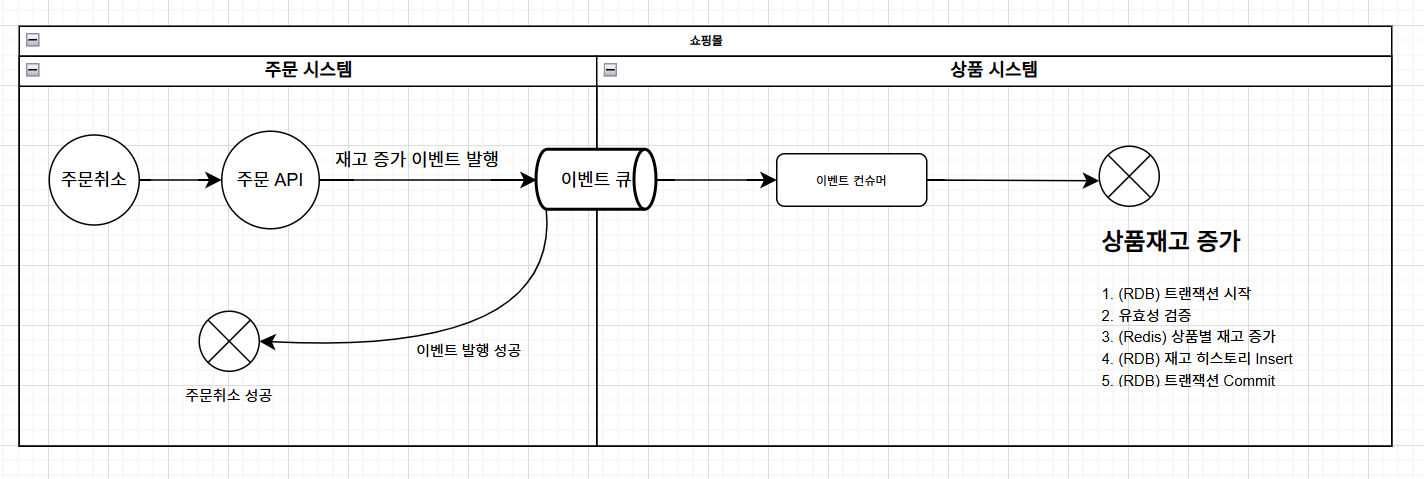 쇼핑몰
주문 시스템
상품 시스템
주문취소
주문 API
재고 증가 이벤트 발행
이벤트 큐
이벤트 컨슈머
상품재고 증가
1. (RDB) 트랜잭션 시작
2. 유효성 검증
3. (Redis) 상품별 재고 증가
4. (RDB) 재고 히스토리 Insert
5. (RDB) 트랜잭션 Commit
이벤트 발행 성공
주문취소 성공